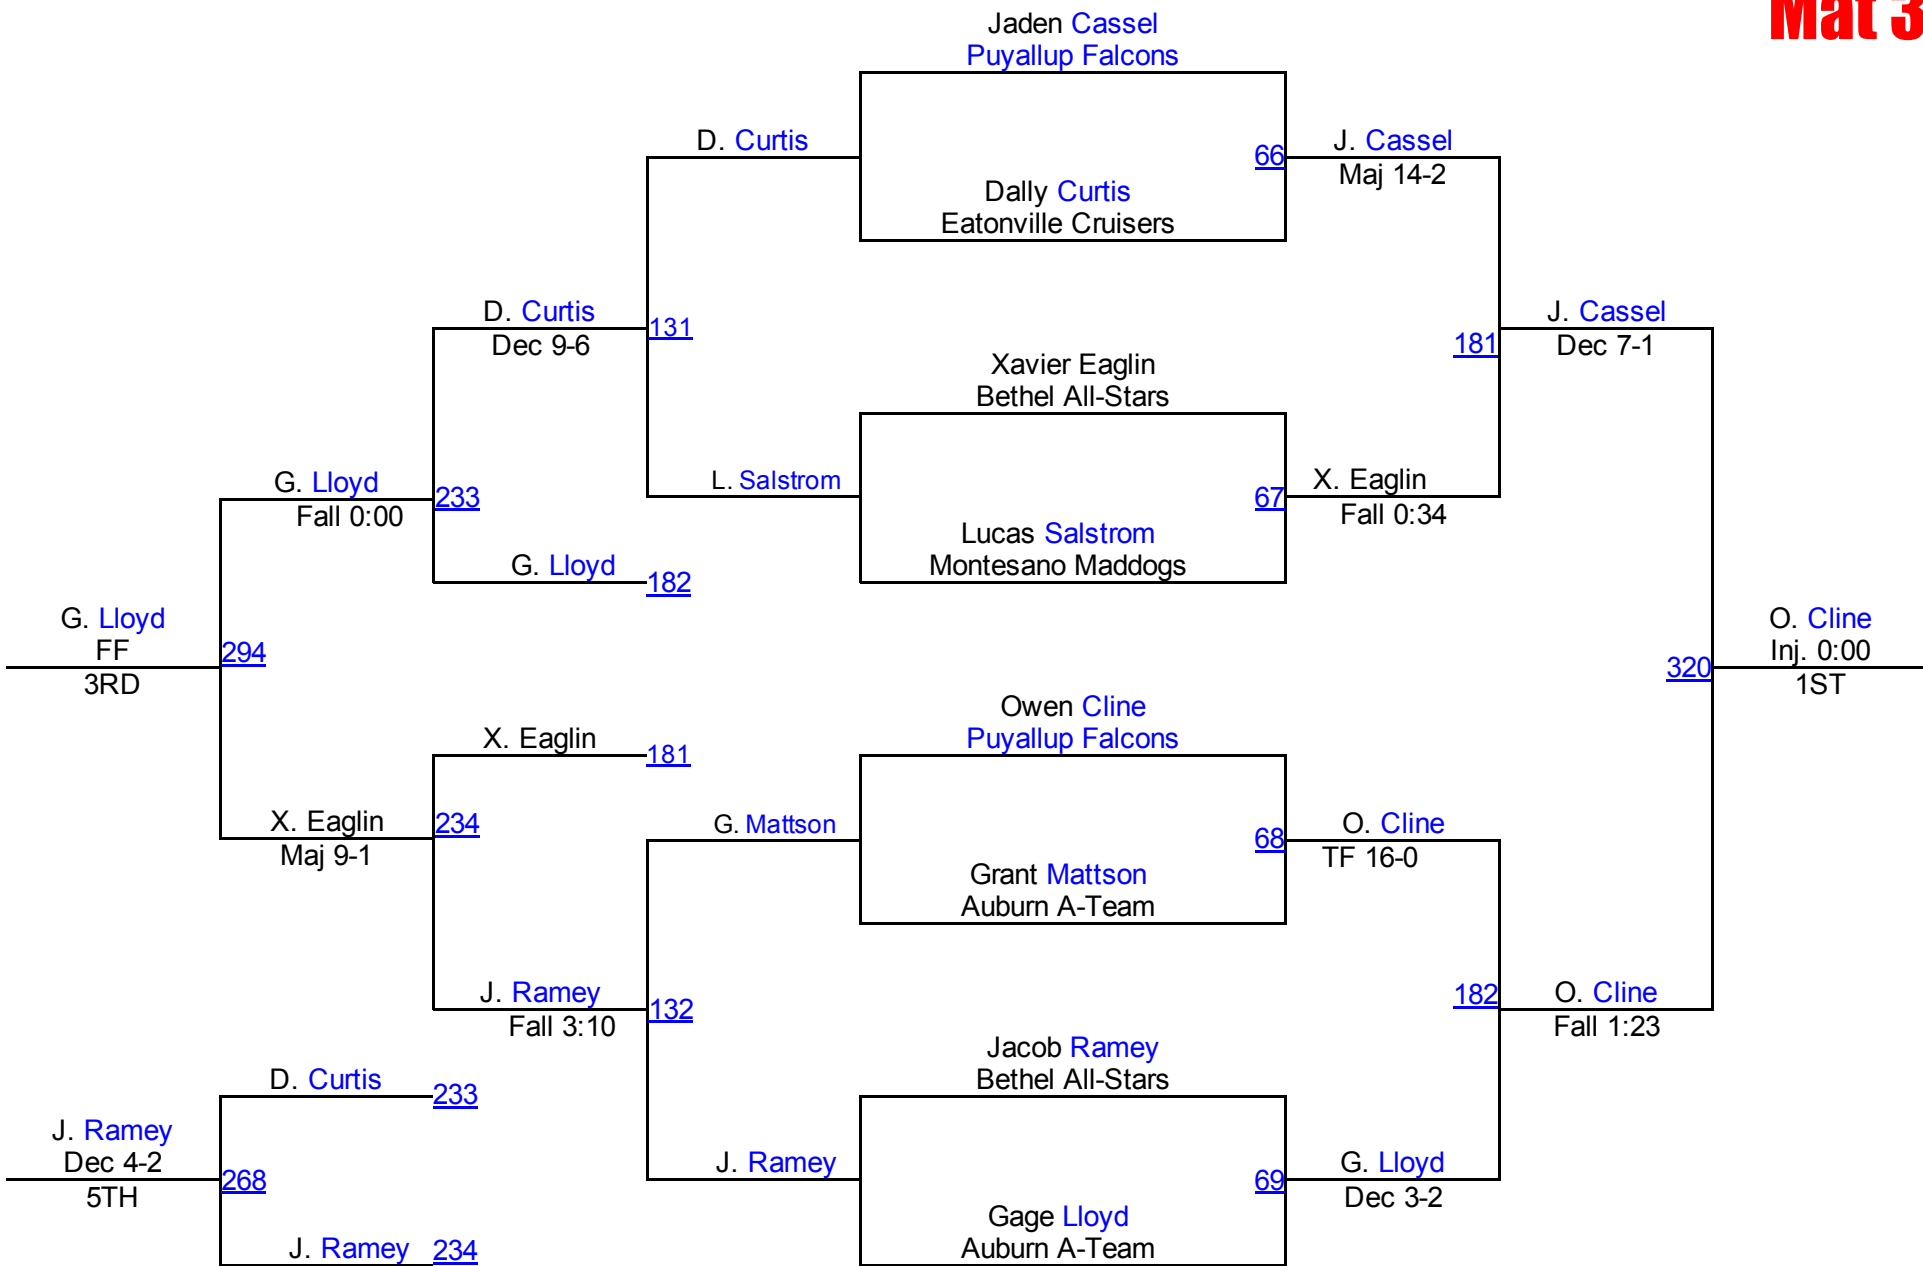 Mat 3
Jaden Cassel
Puyallup Falcons
D. Curtis
66
J. Cassel
Maj 14-2
Dally Curtis
Eatonville Cruisers
D. Curtis
Dec 9-6
131
J. Cassel
Dec 7-1
181
Xavier Eaglin
Bethel All-Stars
G. Lloyd
Fall 0:00
233
L. Salstrom
67
X. Eaglin
Fall 0:34
Lucas Salstrom
Montesano Maddogs
G. Lloyd
182
G. Lloyd
FF
3RD
294
320
O. Cline
Inj. 0:00
1ST
Owen Cline
Puyallup Falcons
X. Eaglin
181
X. Eaglin
Maj 9-1
234
G. Mattson
68
O. Cline
TF 16-0
Grant Mattson
Auburn A-Team
J. Ramey
Fall 3:10
132
182
O. Cline
Fall 1:23
Jacob Ramey
Bethel All-Stars
D. Curtis
233
J. Ramey
Dec 4-2
5TH
268
J. Ramey
69
G. Lloyd
Dec 3-2
Gage Lloyd
Auburn A-Team
J. Ramey
234